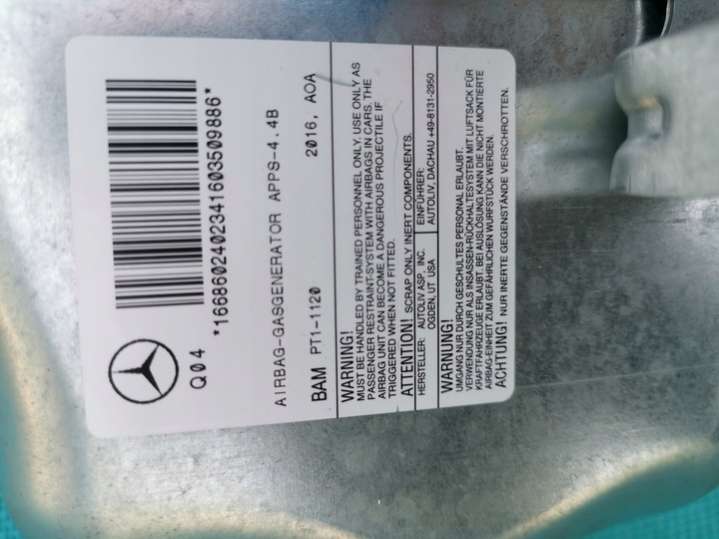 *1668602402341603509886*
Q04
AIRBAG-GASGENERATOR APPS-4.4B
BAM PT1-1120 2016, AOA
WARNING!
MUST BE HANDLED BY TRAINED PERSONNEL ONLY. USE ONLY AS
PASSENGER RESTRAINT-SYSTEM WITH AIRBAGS IN CARS. THE
AIRBAG UNIT CAN BECOME A DANGEROUS PROJECTILE IF
TRIGGERED WHEN NOT FITTED.
ATTENTION! SCRAP ONLY INERT COMPONENTS.
HERSTELLER: AUTOLIV ASP, INC.
OGDEN, UT USA
EINFÜHRER:
AUTOLIV, DACHAU +49-8131-2950
WARNUNG!
UMGANG NUR DURCH GESCHULTES PERSONAL ERLAUBT.
VERWENDUNG NUR ALS INSASSEN-RÜCKHALTESYSTEM MIT LUFTSACK FÜR
KRAFTFAHRZEUGE ERLAUBT. BEI AUSLÖSUNG KANN DIE NICHT MONTIERTE
AIRBAG-EINHEIT ZUM GEFÄHRLICHEN WURFSTÜCK WERDEN.
ACHTUNG! NUR INERTE GEGENSTÄNDE VERSCHROTTEN.